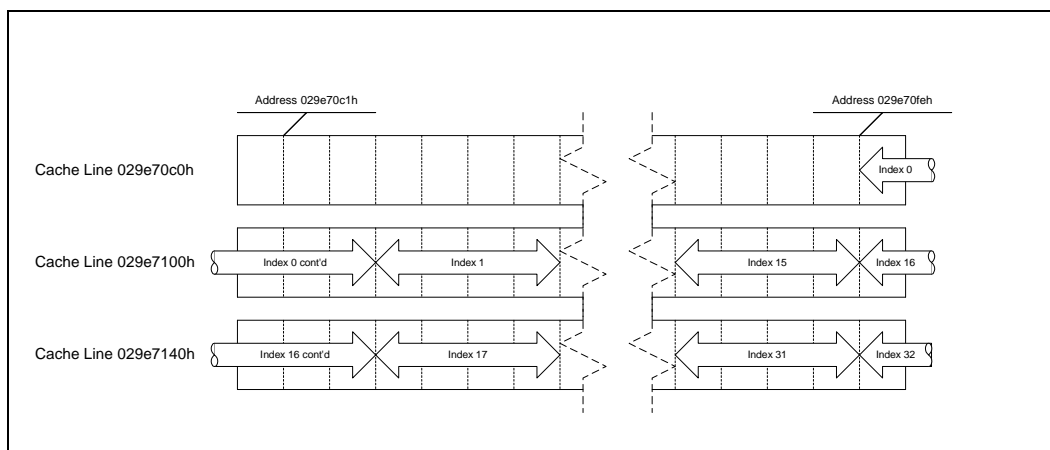 Address 029e70c1h
Address 029e70feh
Cache Line 029e70c0h
Index 0
Cache Line 029e7100h
Index 0 cont'd
Index 1
Index 15
Index 16
Cache Line 029e7140h
Index 16 cont'd
Index 17
Index 31
Index 32